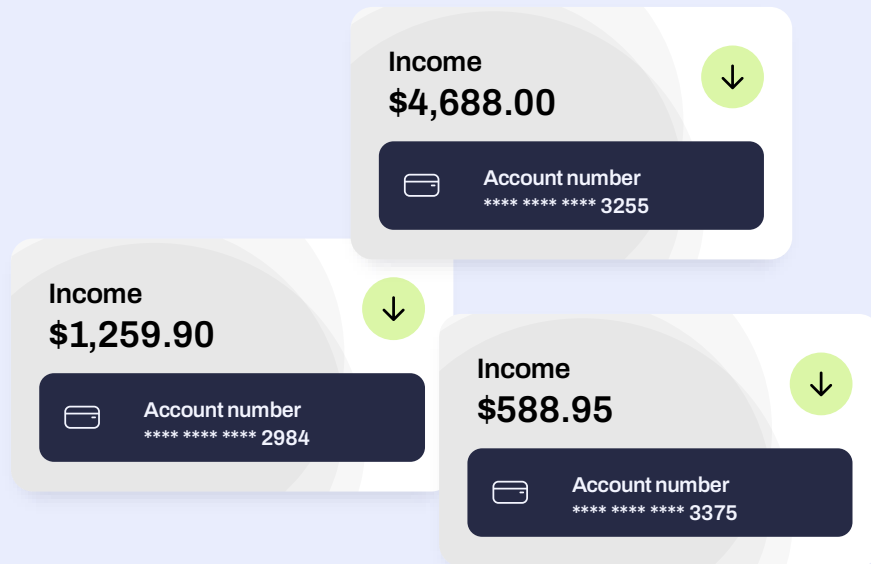 Income
$4,688.00
Account number
**** **** **** 3255
Income
$1,259.90
Account number
**** **** **** 2984
Income
$588.95
Account number
**** **** **** 3375